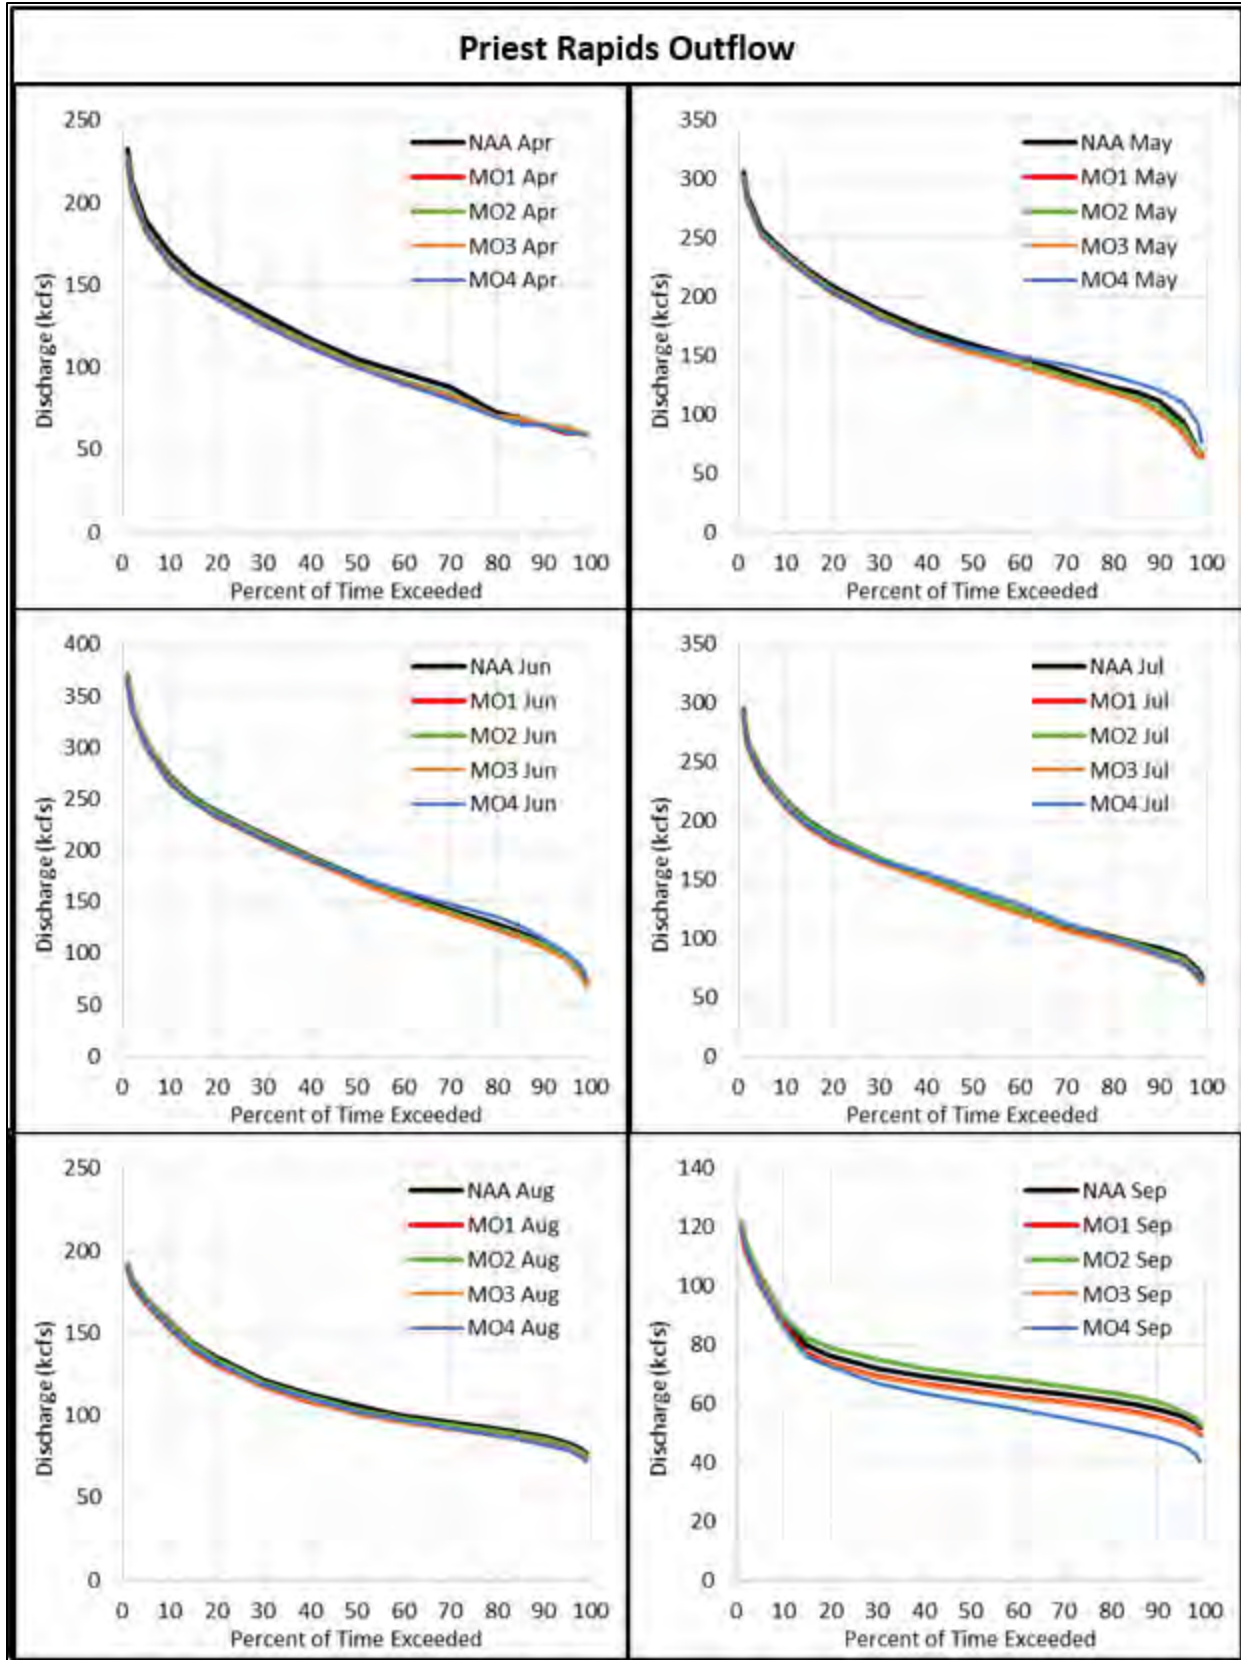 Priest Rapids Outflow
250
200
150
100
50
0
Discharge (kcfs)
NAA Apr
MO1 Apr
MO2 Apr
MO3 Apr
MO4 Apr
0 10 20 30 40 50 60 70 80 90 100
Percent of Time Exceeded
350
300
250
200
150
100
50
0
Discharge (kcfs)
NAA May
MO1 May
MO2 May
MO3 May
MO4 May
0 10 20 30 40 50 60 70 80 90 100
Percent of Time Exceeded
400
350
300
250
200
150
100
50
0
Discharge (kcfs)
NAA Jun
MO1 Jun
MO2 Jun
MO3 Jun
MO4 Jun
0 10 20 30 40 50 60 70 80 90 100
Percent of Time Exceeded
350
300
250
200
150
100
50
0
Discharge (kcfs)
NAA Jul
MO1 Jul
MO2 Jul
MO3 Jul
MO4 Jul
0 10 20 30 40 50 60 70 80 90 100
Percent of Time Exceeded
250
200
150
100
50
0
Discharge (kcfs)
NAA Aug
MO1 Aug
MO2 Aug
MO3 Aug
MO4 Aug
0 10 20 30 40 50 60 70 80 90 100
Percent of Time Exceeded
140
120
100
80
60
40
20
0
Discharge (kcfs)
NAA Sep
MO1 Sep
MO2 Sep
MO3 Sep
MO4 Sep
0 10 20 30 40 50 60 70 80 90 100
Percent of Time Exceeded